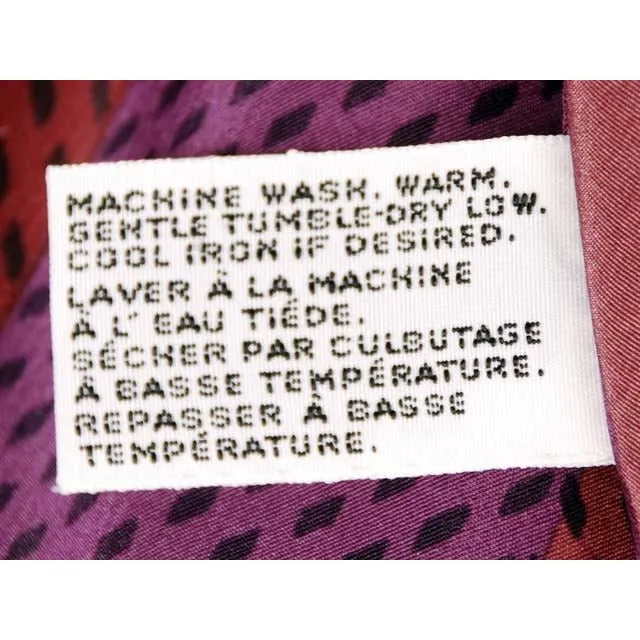 MACHINE WASH. WARM.
GENTLE TUMBLE-DRY LOW.
COOL IRON IF DESIRED.
LAVER À LA MACHINE
À L' EAU TIÉDE.
SÉCHER PAR CULBUTAGE
À BASSE TEMPÉRATURE.
REPASSER À BASSE
TEMPÉRATURE.